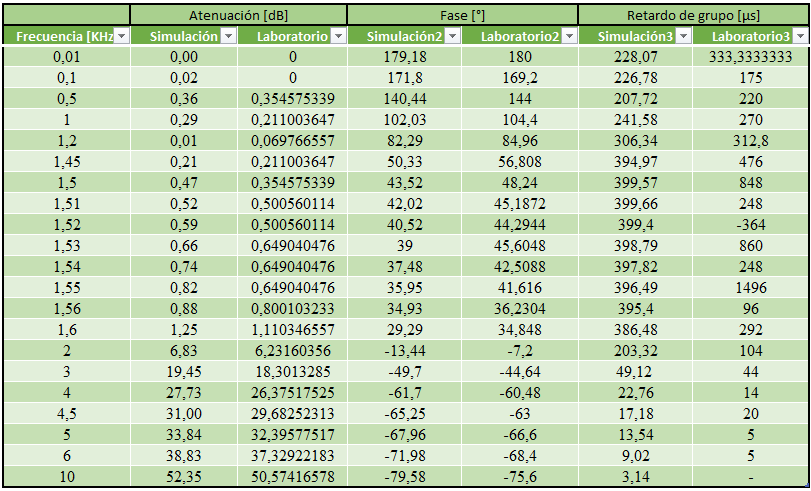 Atenuación [dB] Fase [°] Retardo de grupo [µs]
Frecuencia [KHz Simulación Laboratorio Simulación2 Laboratorio2 Simulación3 Laboratorio3
0,01 0,00 0 179,18 180 228,07 333,3333333
0,1 0,02 0 171,8 169,2 226,78 175
0,5 0,36 0,354575339 140,44 144 207,72 220
1 0,29 0,211003647 102,03 104,4 241,58 270
1,2 0,01 0,069766557 82,29 84,96 306,34 312,8
1,45 0,21 0,211003647 50,33 56,808 394,97 476
1,5 0,47 0,354575339 43,52 48,24 399,57 848
1,51 0,52 0,500560114 42,02 45,1872 399,66 248
1,52 0,59 0,500560114 40,52 44,2944 399,4 -364
1,53 0,66 0,649040476 39 45,6048 398,79 860
1,54 0,74 0,649040476 37,48 42,5088 397,82 248
1,55 0,82 0,649040476 35,95 41,616 396,49 1496
1,56 0,88 0,800103233 34,93 36,2304 395,4 96
1,6 1,25 1,110346557 29,29 34,848 386,48 292
2 6,83 6,23160356 -13,44 -7,2 203,32 104
3 19,45 18,3013285 -49,7 -44,64 49,12 44
4 27,73 26,37517525 -61,7 -60,48 22,76 14
4,5 31,00 29,68252313 -65,25 -63 17,18 20
5 33,84 32,39577517 -67,96 -66,6 13,54 5
6 38,83 37,32922183 -71,98 -68,4 9,02 5
10 52,35 50,57416578 -79,58 -75,6 3,14 -